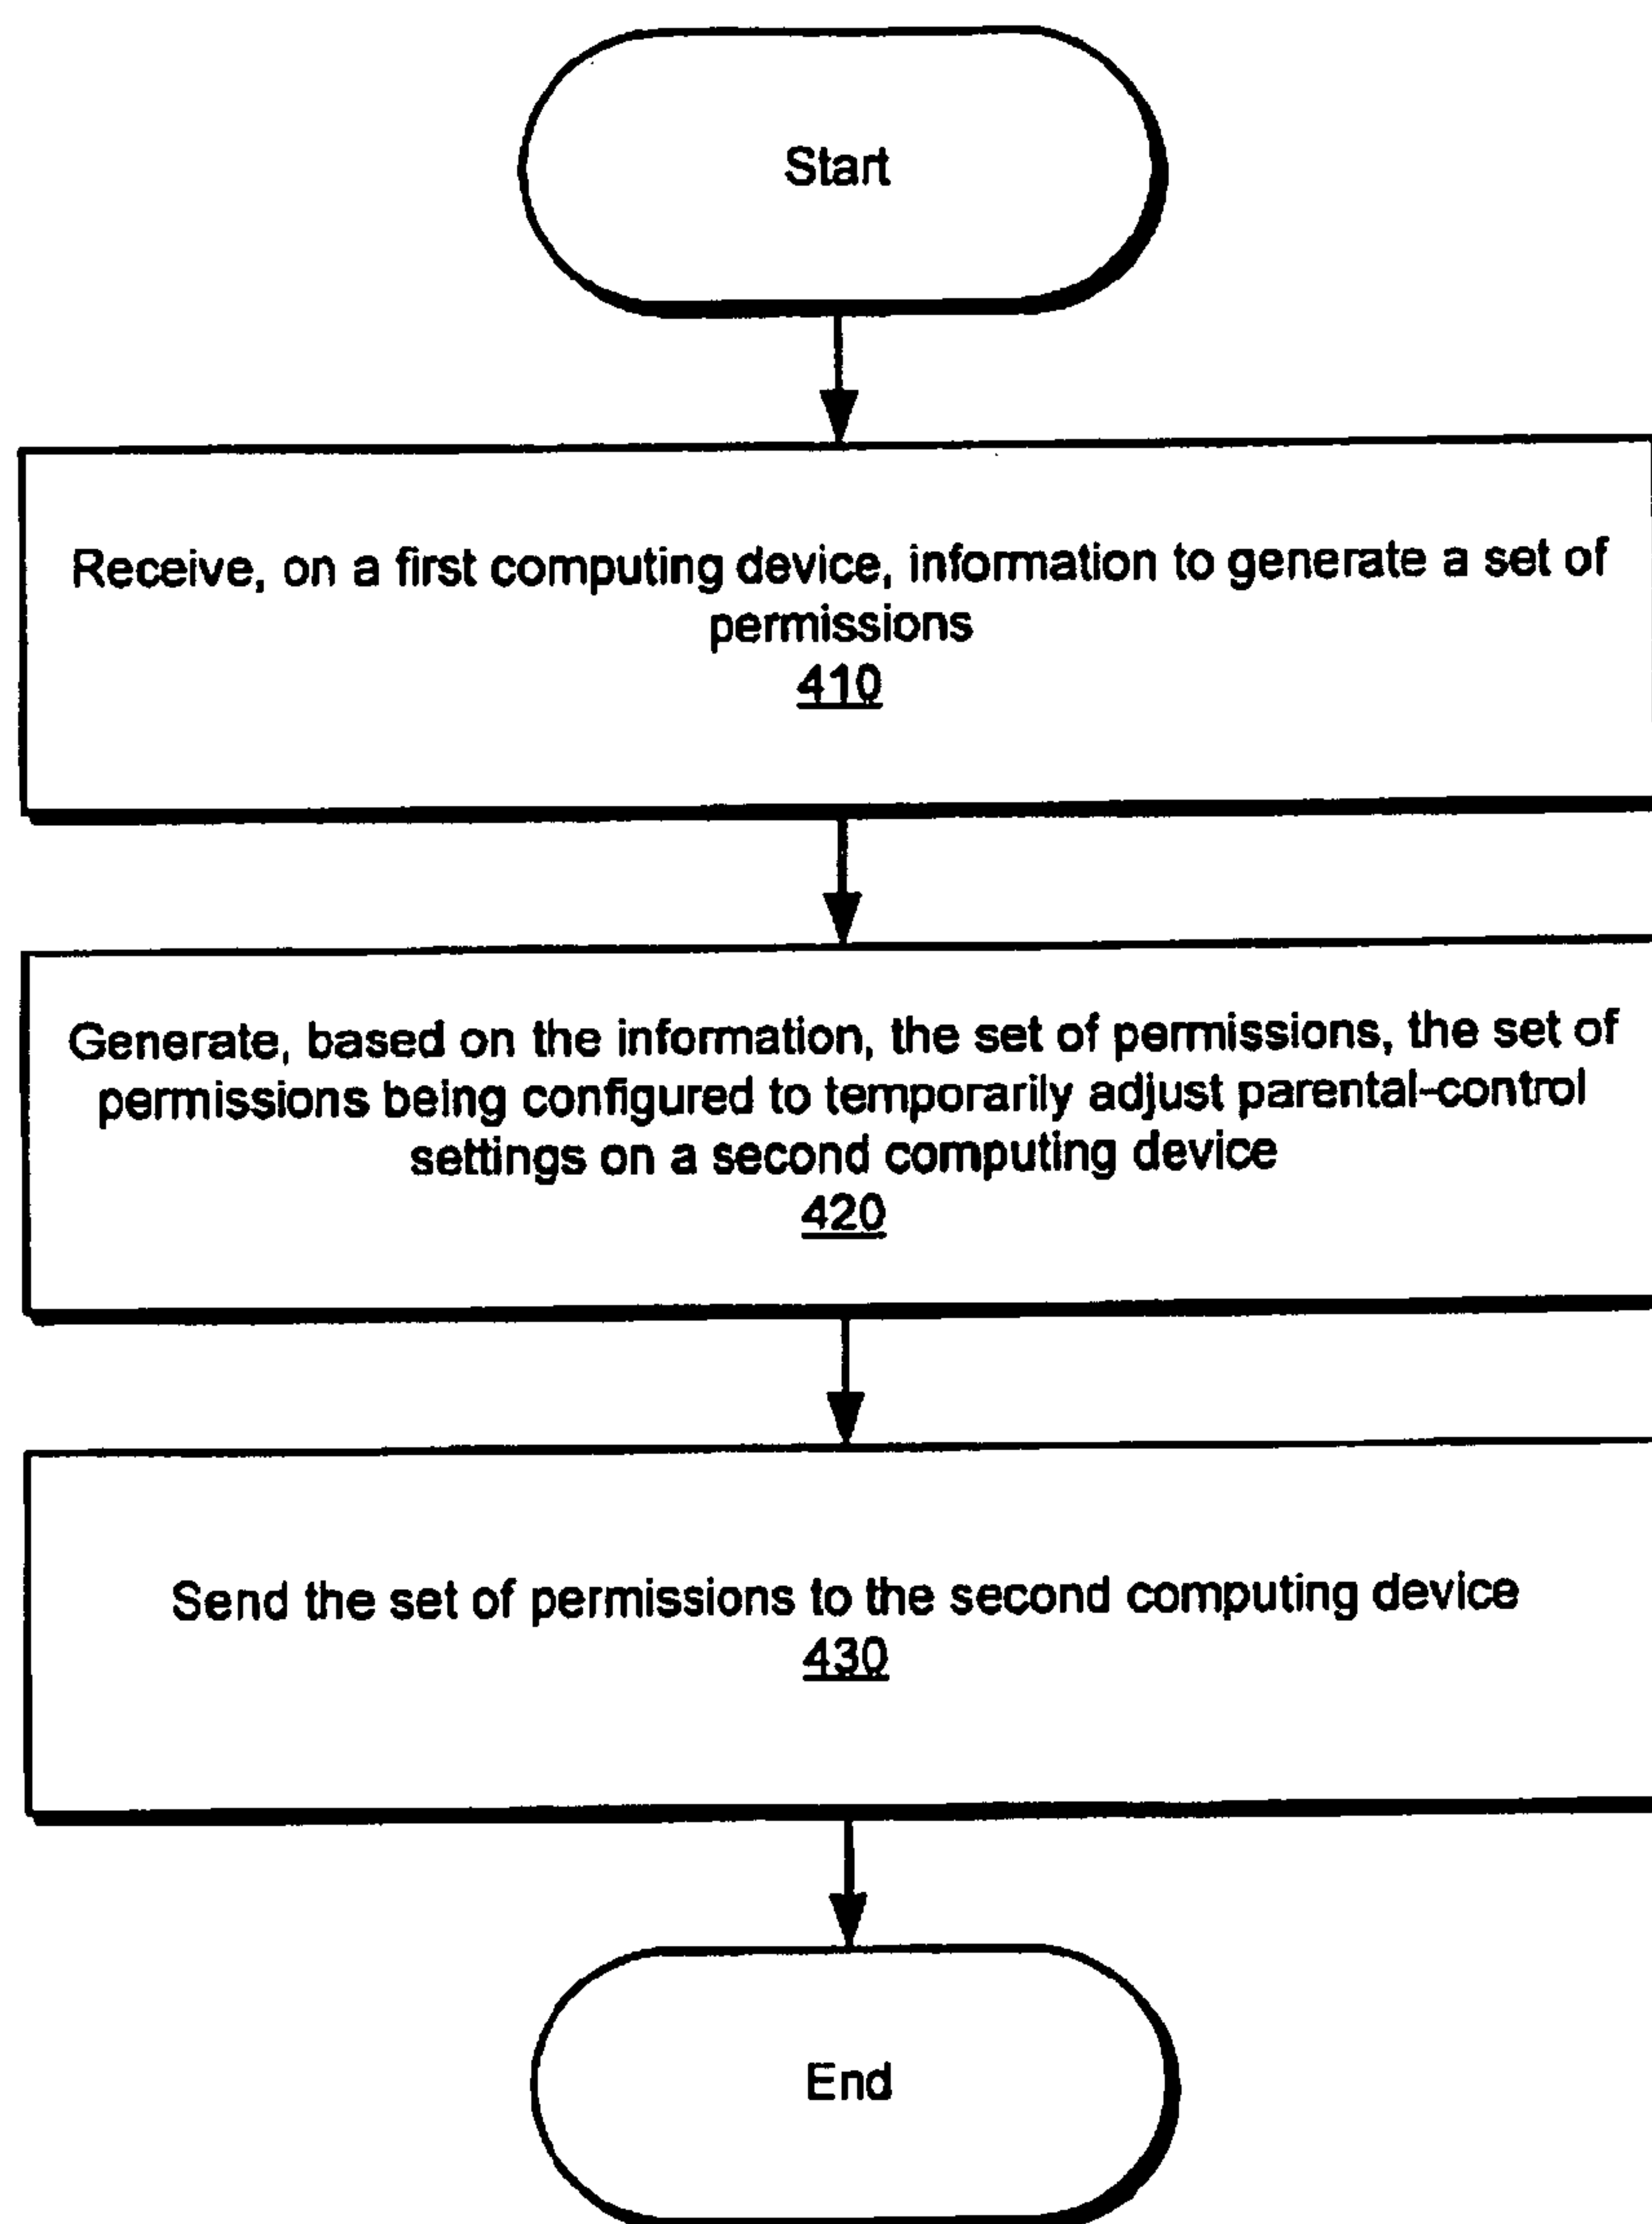 Start
Receive, on a first computing device, information to generate a set of
permissions
410
Generate, based on the information, the set of permissions, the set of
permissions being configured to temporarily adjust parental-control
settings on a second computing device
420
Send the set of permissions to the second computing device
430
End